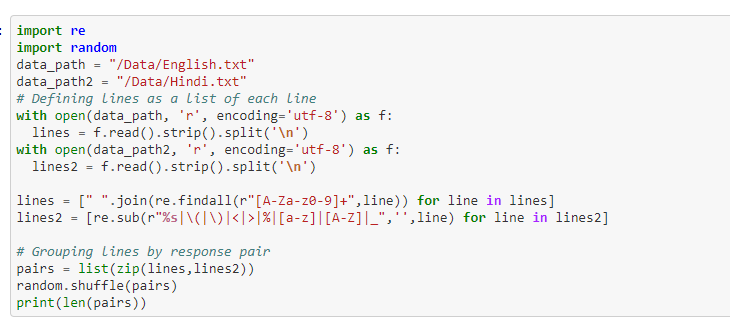 :
import re
import random
data_path = "/Data/English.txt"
data_path2 = "/Data/Hindi.txt"
# Defining lines as a list of each line
with open(data_path, 'r', encoding='utf-8') as f:
  lines = f.read().strip().split('\n')
with open(data_path2, 'r', encoding='utf-8') as f:
  lines2 = f.read().strip().split('\n')
lines = [" ".join(re.findall(r"[A-Za-z0-9]+",line)) for line in lines]
lines2 = [re.sub(r"%s|\(|\)|<|>|%|[a-z]|[A-Z]|_",'',line) for line in lines2]
# Grouping lines by response pair
pairs = list(zip(lines,lines2))
random.shuffle(pairs)
print(len(pairs))